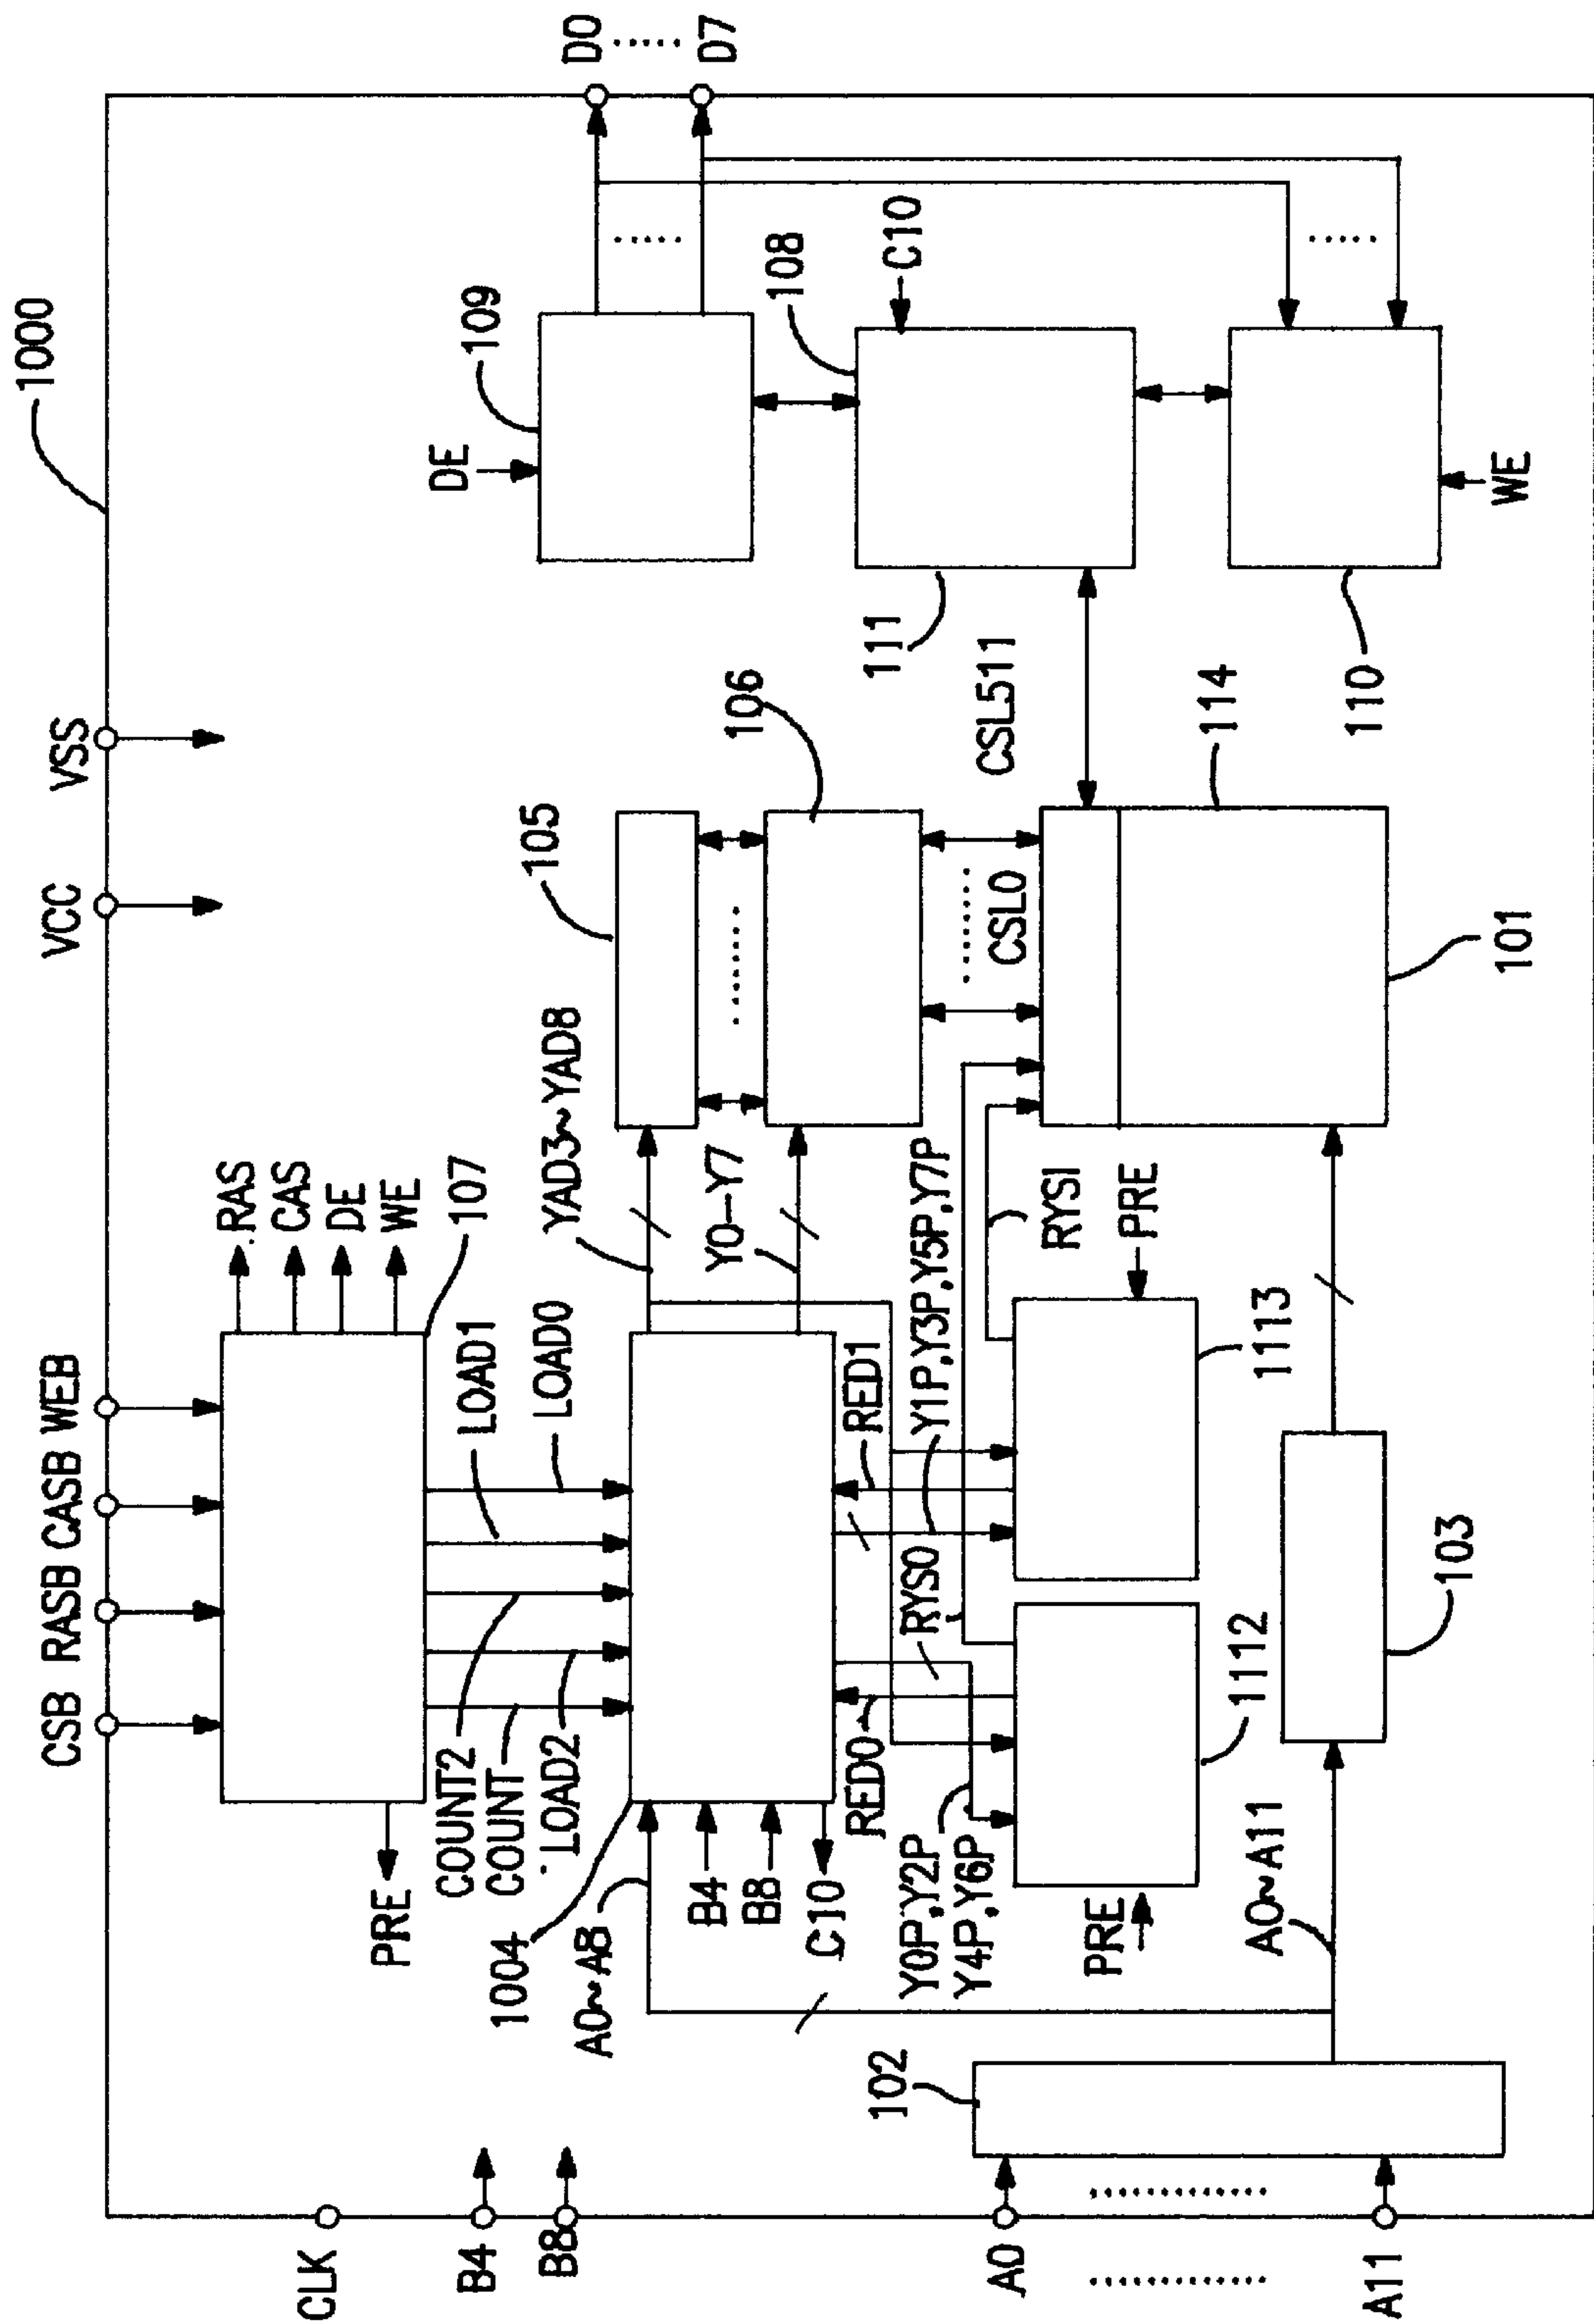 1000
VCC
VSS
CSB
RASB
CASB
WEB
CLK
B4
B8
A0
A11
D0
D7
RAS
CAS
DE
WE
107
PRE
COUNT2
COUNT
LOAD2
LOAD1
LOAD0
1004
A0~A8
B4
B8
C10
YAD3~YAD8
Y0-Y7
105
106
109
DE
108
C10
111
CSL511
CSL0
114
101
110
WE
RED0
RYS0
RED1
Y1P,Y3P,Y5P,Y7P
RYS1
PRE
Y0P,Y2P
Y4P,Y6P
PRE
1112
1113
102
A0~A11
103